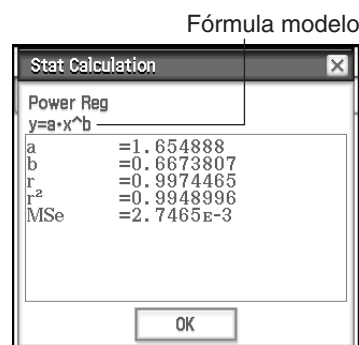 Fórmula modelo
Stat Calculation
Power Reg
y=a·x^b
a =1.654888
b =0.6673807
r =0.9974465
r² =0.9948996
MSe =2.7465ᴇ-3
OK